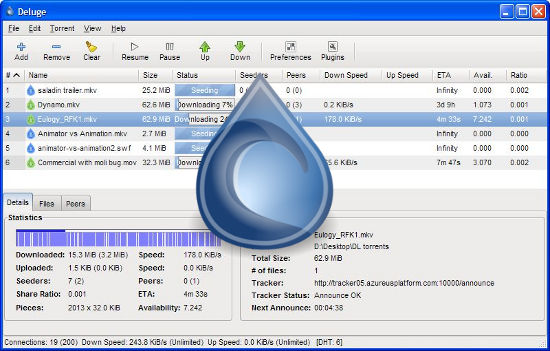 Deluge
File Edit Torrent View Help
Add Remove Clear Resume Pause Up Down Preferences Plugins
# Name Size Status Seeders Peers Down Speed Up Speed ETA Avail. Ratio
1 saladin trailer.mkv 25.2 MiB Seeding 0 (0) Infinity 0.000 0.002
2 Dynamo.mkv 62.6 MiB Downloading 7% (3) 0.2 KiB/s 3d 9h 1.073 0.001
3 Eulogy_RFK1.mkv 62.9 MiB Downloading 0 (1) 178.0 KiB/s 4m 33s 7.242 0.001
4 Animator vs Animation.mkv 2.7 MiB Seeding Infinity 0.000 0.000
5 animator-vs-animation2.swf 4.1 MiB Seeding Infinity 0.000 0.000
6 Commercial with moli bug.mov 32.3 MiB 7m 47s 3.070 0.002
Details Files Peers
Statistics
Downloaded: 15.3 MiB (3.2 MiB) Speed: 178.0 KiB/s
Uploaded: 1.5 KiB (0.0 KiB) Speed: 0.0 KiB/s
Seeders: 7 (2) Peers: 0 (1)
Share Ratio: 0.001 ETA: 4m 33s
Pieces: 2013 x 32.0 KiB Availability: 7.242
Eulogy_RFK1.mkv
D:\Desktop\DL torrents
Total Size: 62.9 MiB
# of files: 1
Tracker: http://tracker05.azureusplatform.com:10000/announce
Tracker Status: Announce OK
Next Announce: 00:04:38
Connections: 19 (200) Down Speed: 243.8 KiB/s (Unlimited) Up Speed: 0.0 KiB/s (Unlimited) [DHT: 6]